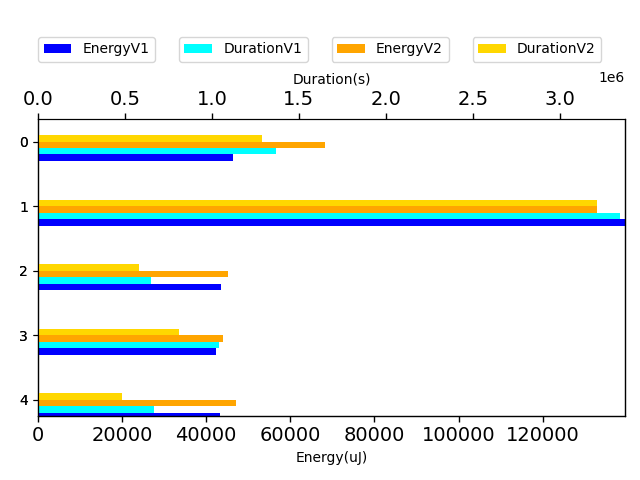 EnergyV1 DurationV1 EnergyV2 DurationV2
Duration(s)
1e6
0.0 0.5 1.0 1.5 2.0 2.5 3.0
0
1
2
3
4
0 20000 40000 60000 80000 100000 120000
Energy(uJ)